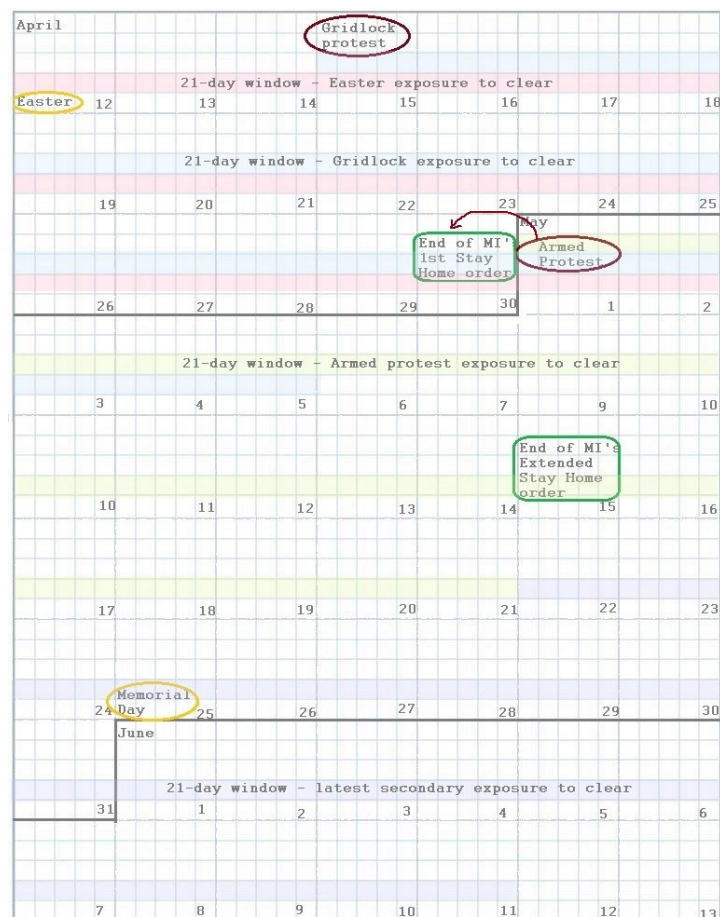 April
Gridlock
protest
21-day window - Easter exposure to clear
Easter 12 13 14 15 16 17 18
21-day window - Gridlock exposure to clear
19 20 21 22 23 24 25
May
End of MI's
1st Stay
Home order
Armed
Protest
26 27 28 29 30 1 2
21-day window - Armed protest exposure to clear
3 4 5 6 7 9 10
End of MI's
Extended
Stay Home
order
10 11 12 13 14 15 16
17 18 19 20 21 22 23
Memorial
Day
24 25 26 27 28 29 30
June
21-day window - latest secondary exposure to clear
31 1 2 3 4 5 6
7 8 9 10 11 12 13